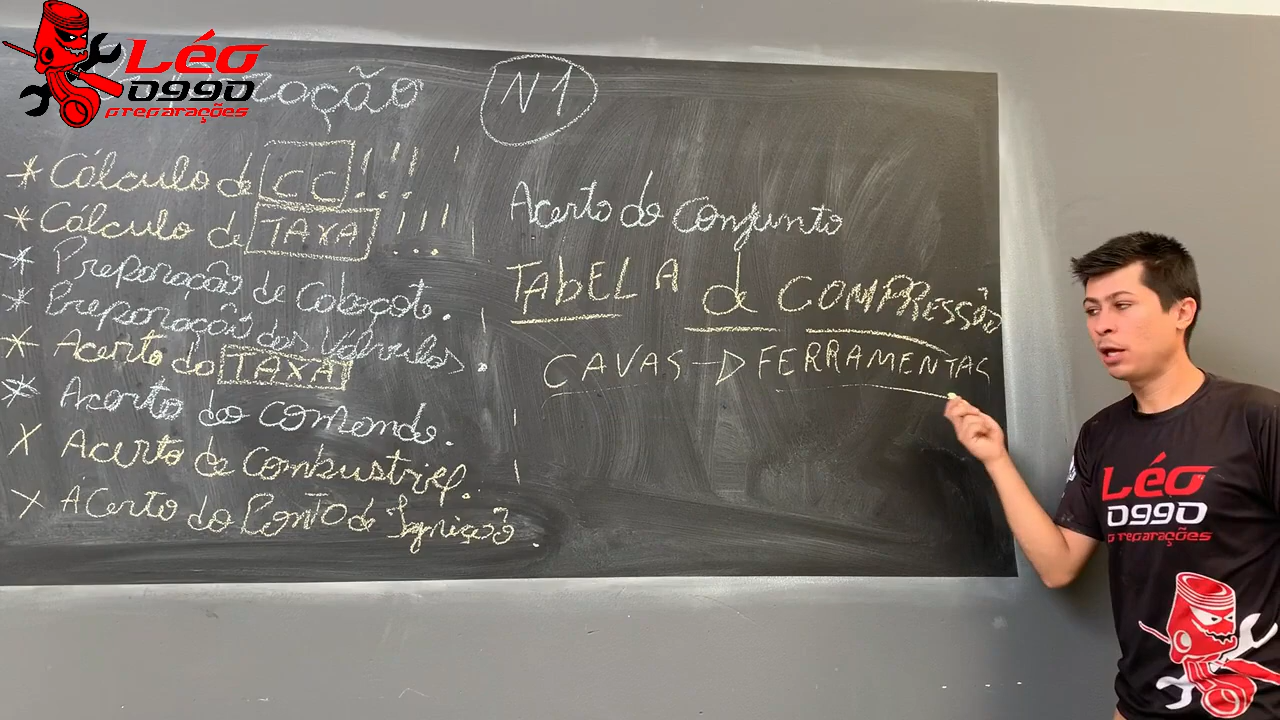 Léo
0990
preparações
N1
* Cálculo de CC!!!!
* Cálculo de TAXA !!!
* Preparação de Cabeçote.
* Preparação das Válvulas.
* Acerto da TAXA
* Acerto do comando.
X Acerto de Combustível.
X Acerto do Ponto de Ignição.
Acerto do Conjunto
TAbELA de COMPRESSÃO
CAVAS → FERRAMENTAS
Léo
0990
preparações